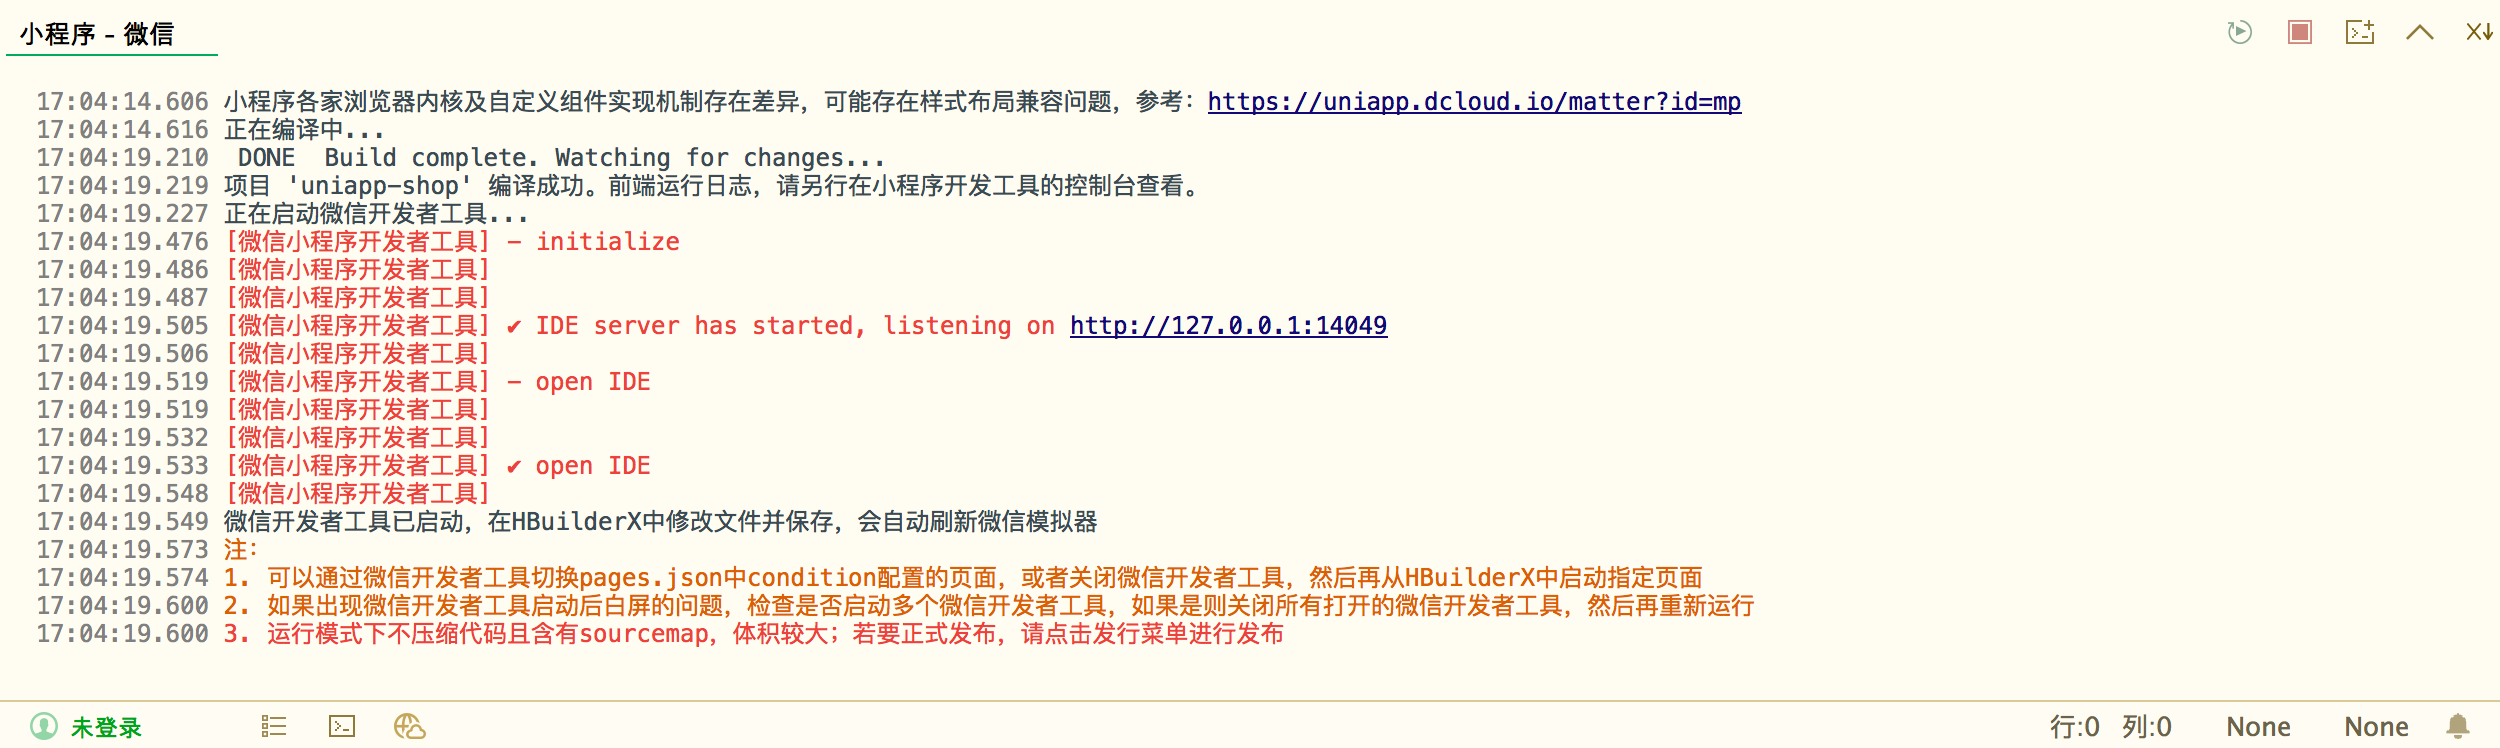 小程序 - 微信
17:04:14.606 小程序各家浏览器内核及自定义组件实现机制存在差异，可能存在样式布局兼容问题，参考：https://uniapp.dcloud.io/matter?id=mp
17:04:14.616 正在编译中...
17:04:19.210  DONE  Build complete. Watching for changes...
17:04:19.219 项目 'uniapp-shop' 编译成功。前端运行日志，请另行在小程序开发工具的控制台查看。
17:04:19.227 正在启动微信开发者工具...
17:04:19.476 [微信小程序开发者工具] - initialize
17:04:19.486 [微信小程序开发者工具]
17:04:19.487 [微信小程序开发者工具]
17:04:19.505 [微信小程序开发者工具] ✔ IDE server has started, listening on http://127.0.0.1:14049
17:04:19.506 [微信小程序开发者工具]
17:04:19.519 [微信小程序开发者工具] - open IDE
17:04:19.519 [微信小程序开发者工具]
17:04:19.532 [微信小程序开发者工具]
17:04:19.533 [微信小程序开发者工具] ✔ open IDE
17:04:19.548 [微信小程序开发者工具]
17:04:19.549 微信开发者工具已启动，在HBuilderX中修改文件并保存，会自动刷新微信模拟器
17:04:19.573 注：
17:04:19.574 1. 可以通过微信开发者工具切换pages.json中condition配置的页面，或者关闭微信开发者工具，然后再从HBuilderX中启动指定页面
17:04:19.600 2. 如果出现微信开发者工具启动后白屏的问题，检查是否启动多个微信开发者工具，如果是则关闭所有打开的微信开发者工具，然后再重新运行
17:04:19.600 3. 运行模式下不压缩代码且含有sourcemap，体积较大；若要正式发布，请点击发行菜单进行发布
未登录 行:0 列:0 None None